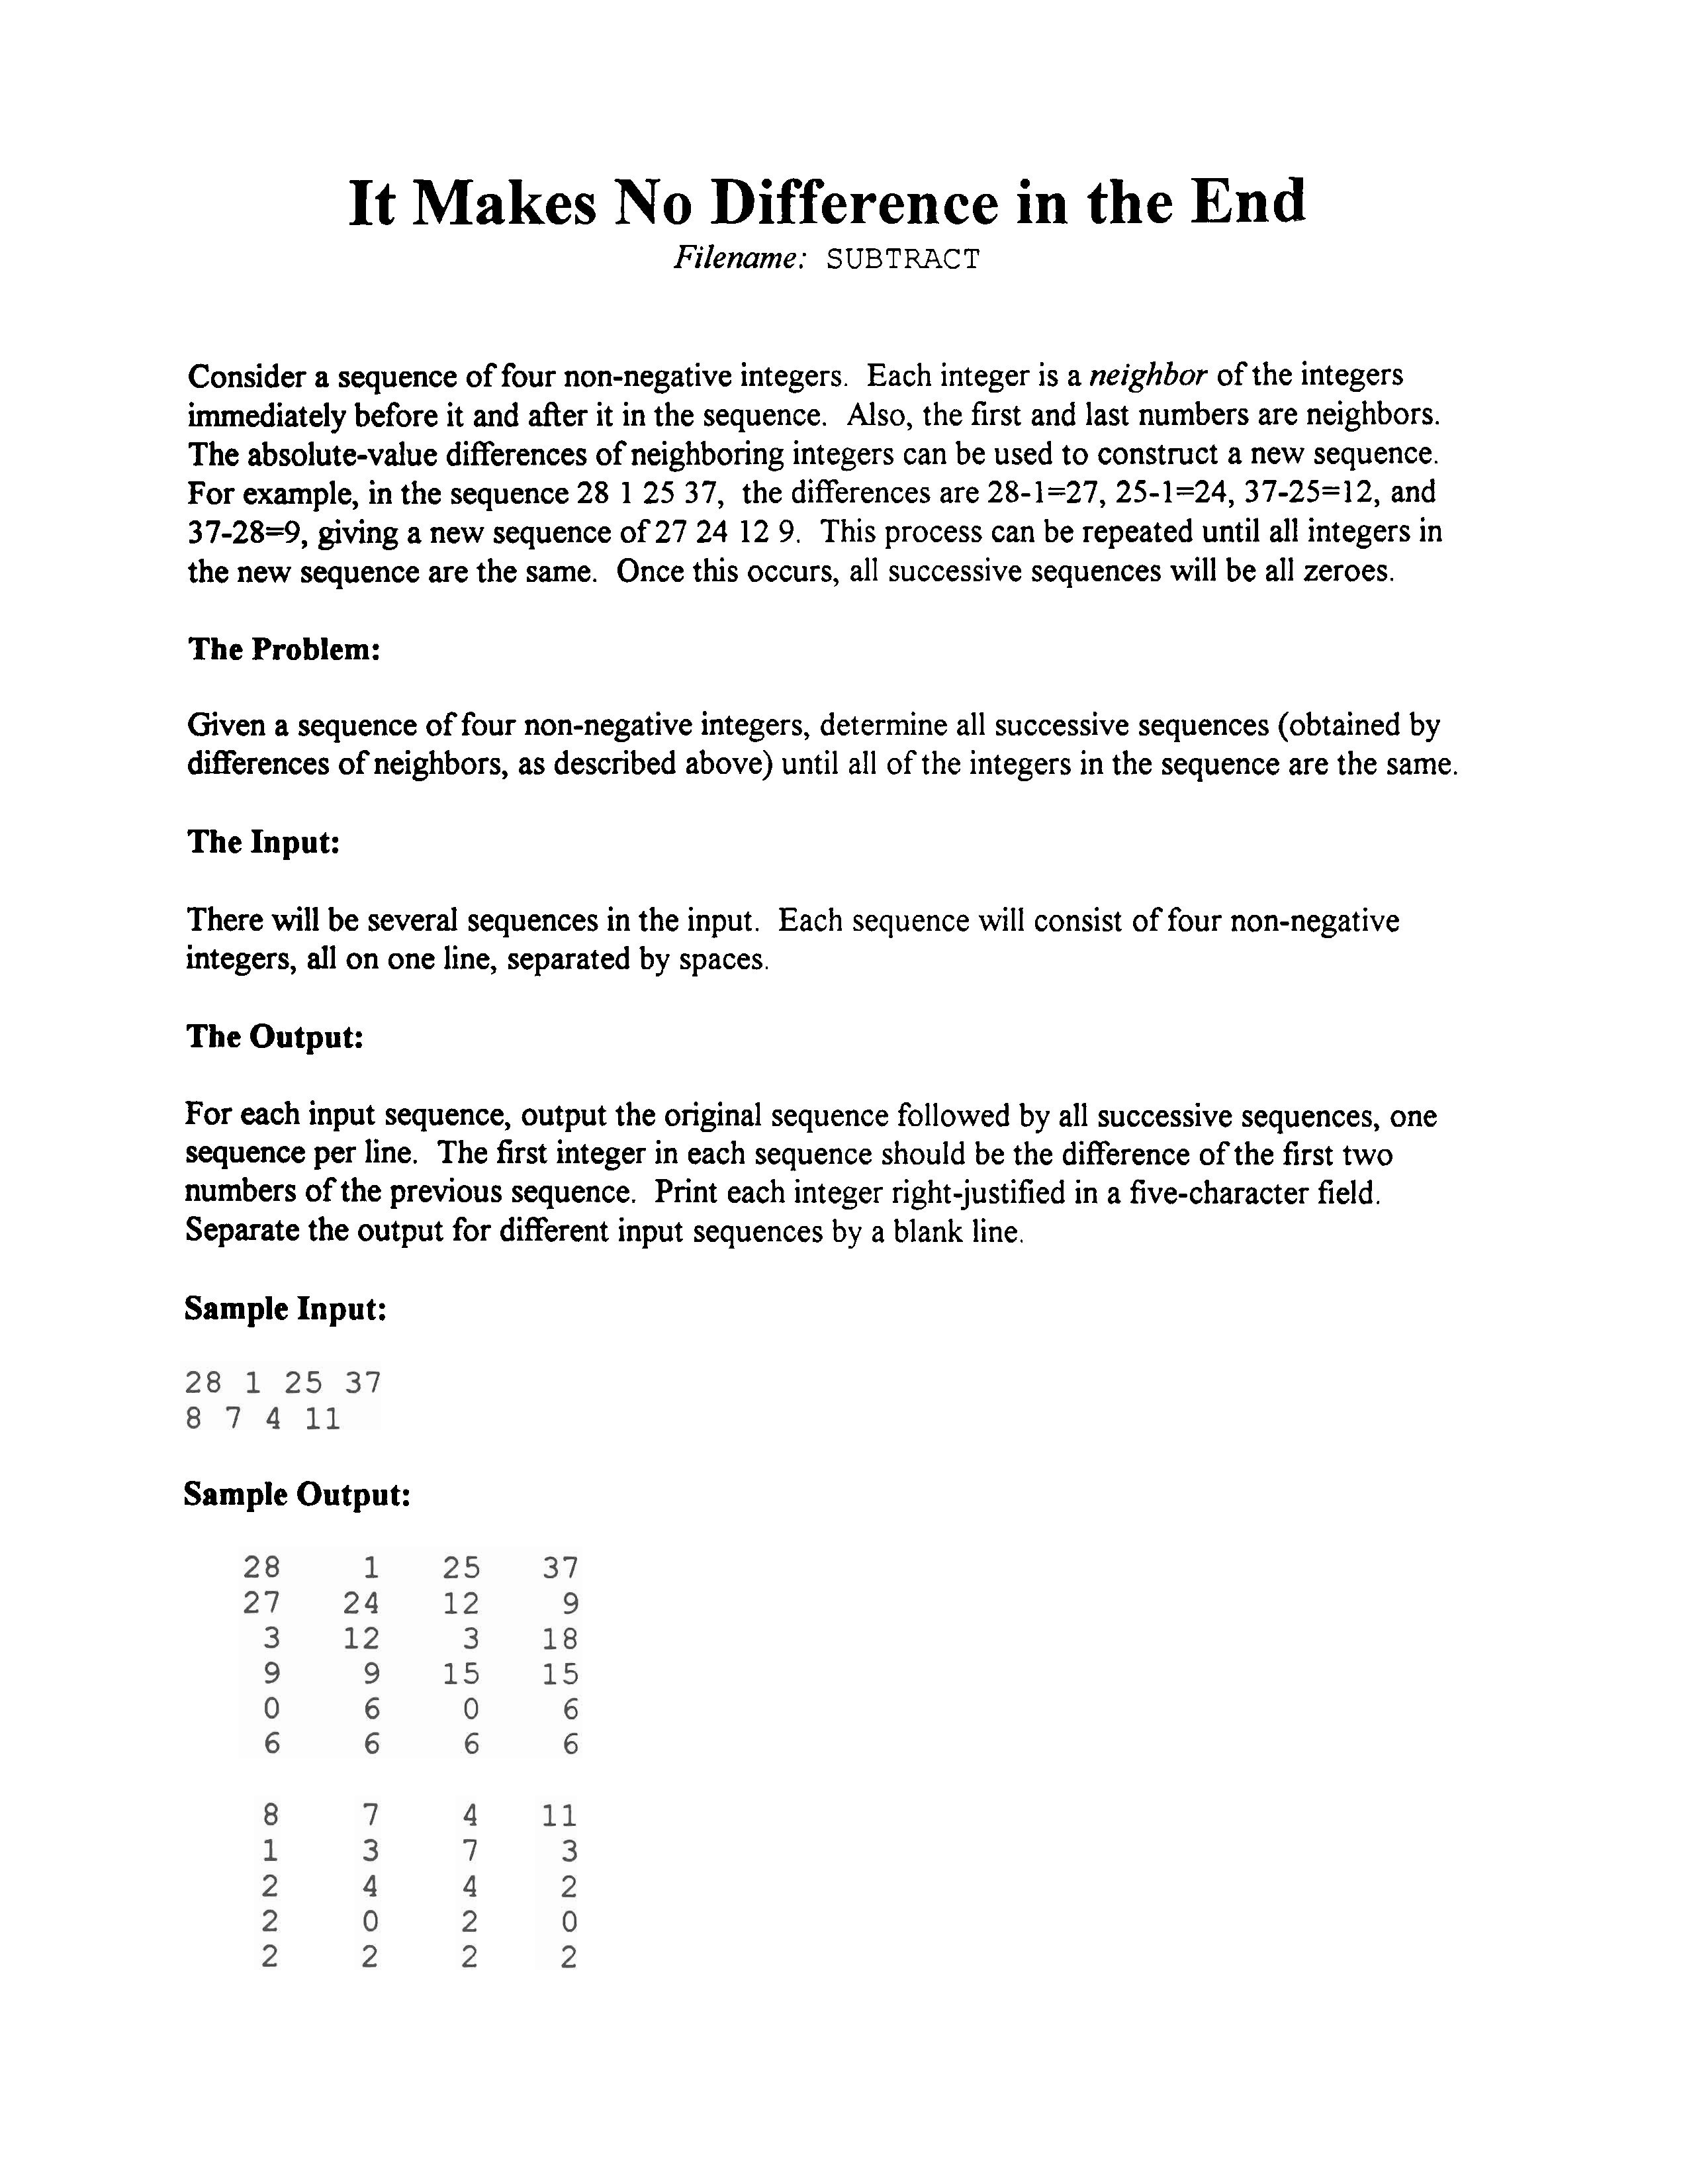 It Makes No Difference in the End
Filename: SUBTRACT
Consider a sequence of four non-negative integers. Each integer is a neighbor of the integers
immediately before it and after it in the sequence. Also, the first and last numbers are neighbors.
The absolute-value differences of neighboring integers can be used to construct a new sequence.
For example, in the sequence 28 1 25 37, the differences are 28-1=27, 25-1=24, 37-25=12, and
37-28=9, giving a new sequence of 27 24 12 9. This process can be repeated until all integers in
the new sequence are the same. Once this occurs, all successive sequences will be all zeroes.
The Problem:
Given a sequence of four non-negative integers, determine all successive sequences (obtained by
differences of neighbors, as described above) until all of the integers in the sequence are the same.
The Input:
There will be several sequences in the input. Each sequence will consist of four non-negative
integers, all on one line, separated by spaces.
The Output:
For each input sequence, output the original sequence followed by all successive sequences, one
sequence per line. The first integer in each sequence should be the difference of the first two
numbers of the previous sequence. Print each integer right-justified in a five-character field.
Separate the output for different input sequences by a blank line.
Sample Input:
28 1 25 37
8 7 4 11
Sample Output:
28 1 25 37
27 24 12 9
3 12 3 18
9 9 15 15
0 6 0 6
6 6 6 6
8 7 4 11
1 3 7 3
2 4 4 2
2 0 2 0
2 2 2 2